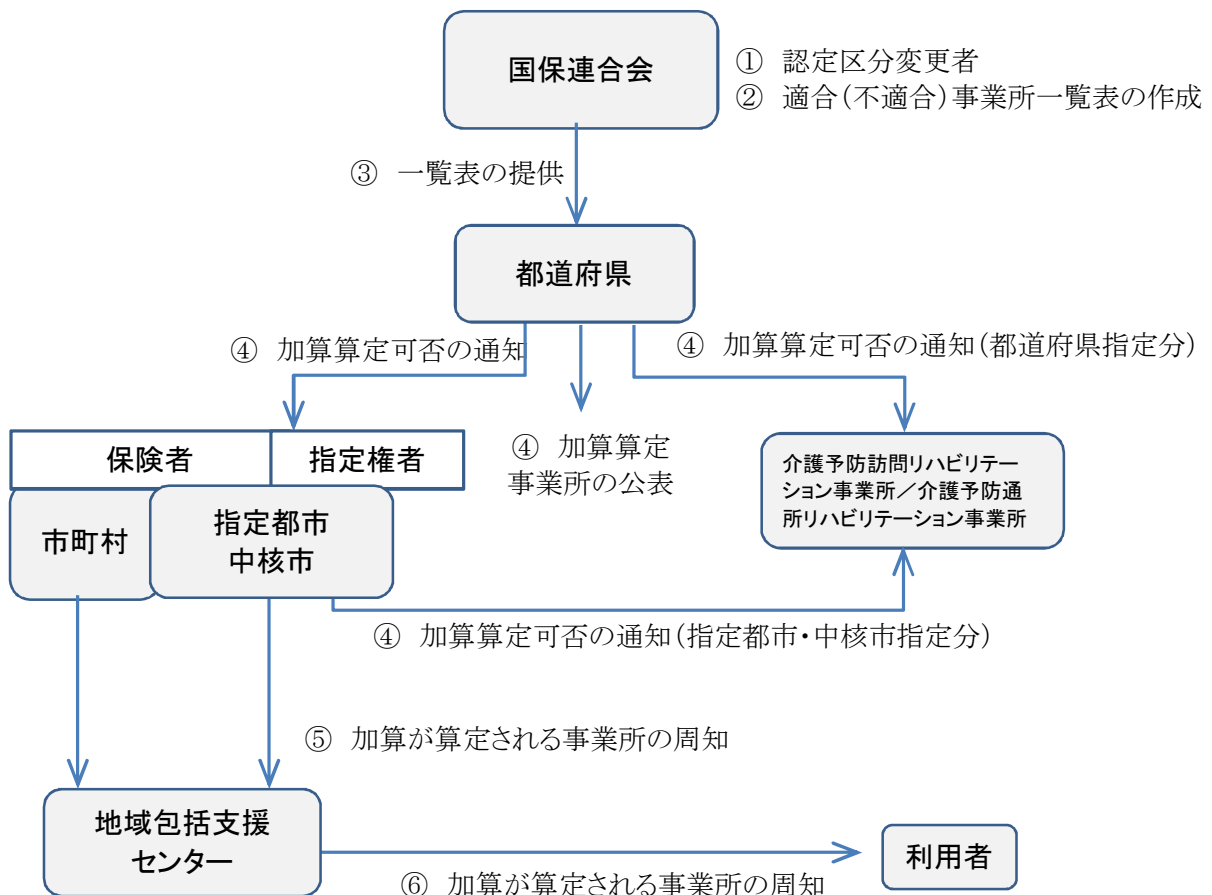 国保連合会
① 認定区分変更者
② 適合(不適合)事業所一覧表の作成
③ 一覧表の提供
都道府県
④ 加算算定可否の通知
④ 加算算定可否の通知(都道府県指定分)
保険者
指定権者
④ 加算算定
事業所の公表
介護予防訪問リハビリテー
ション事業所／介護予防通
所リハビリテーション事業所
市町村
指定都市
中核市
④ 加算算定可否の通知(指定都市・中核市指定分)
⑤ 加算が算定される事業所の周知
地域包括支援
センター
利用者
⑥ 加算が算定される事業所の周知